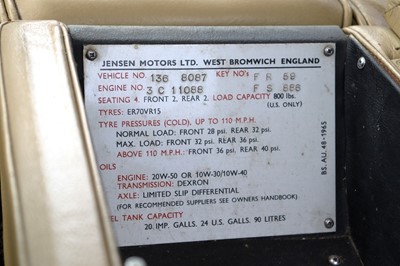 JENSEN MOTORS LTD. WEST BROMWICH ENGLAND
VEHICLE NO. 136 8087 KEY No's F R 59
ENGINE NO. 3 C 11088 F S 886
SEATING 4. FRONT 2. REAR 2. LOAD CAPACITY 800 lbs.
(U.S. ONLY)
TYRES: ER70VR15
TYRE PRESSURES (COLD), UP TO 110 M.P.H.
NORMAL LOAD: FRONT 28 psi. REAR 32 psi.
MAX. LOAD: FRONT 32 psi. REAR 36 psi.
ABOVE 110 M.P.H.: FRONT 36 psi. REAR 40 psi.
OILS
ENGINE: 20W-50 OR 10W-30/10W-40
TRANSMISSION: DEXRON
AXLE: LIMITED SLIP DIFFERENTIAL
(FOR RECOMMENDED SUPPLIERS SEE OWNERS HANDBOOK)
EL TANK CAPACITY
20. IMP. GALLS. 24 U.S. GALLS. 90 LITRES
BS. AU. 48-1965